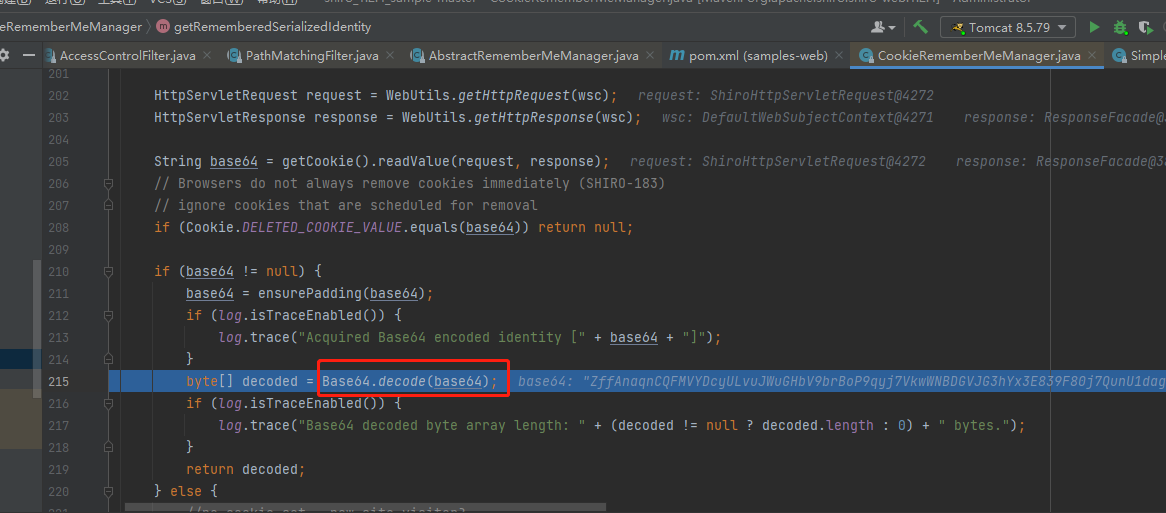 eRememberMeManager getRememberedSerializedIdentity Tomcat 8.5.79
AccessControlFilter.java PathMatchingFilter.java AbstractRememberMeManager.java pom.xml (samples-web) CookieRememberMeManager.java Simple
201
202 HttpServletRequest request = WebUtils.getHttpRequest(wsc); request: ShiroHttpServletRequest@4272
203 HttpServletResponse response = WebUtils.getHttpResponse(wsc); wsc: DefaultWebSubjectContext@4271 response: ResponseFacade@3
204
205 String base64 = getCookie().readValue(request, response); request: ShiroHttpServletRequest@4272 response: ResponseFacade@38
206 // Browsers do not always remove cookies immediately (SHIRO-183)
207 // ignore cookies that are scheduled for removal
208 if (Cookie.DELETED_COOKIE_VALUE.equals(base64)) return null;
209
210 if (base64 != null) {
211 base64 = ensurePadding(base64);
212 if (log.isTraceEnabled()) {
213 log.trace("Acquired Base64 encoded identity [" + base64 + "]");
214 }
215 byte[] decoded = Base64.decode(base64); base64: "ZffAnaqnCQFMVYDcyULvuJWuGHbV9brBoP9qyj7VkwWNBDGVJG3hYx3E839F80j7QunU1dag
216 if (log.isTraceEnabled()) {
217 log.trace("Base64 decoded byte array length: " + (decoded != null ? decoded.length : 0) + " bytes.");
218 }
219 return decoded;
220 } else {